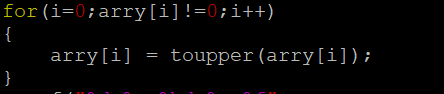 for(i=0;arry[i]!=0;i++)
{
    arry[i] = toupper(arry[i]);
}